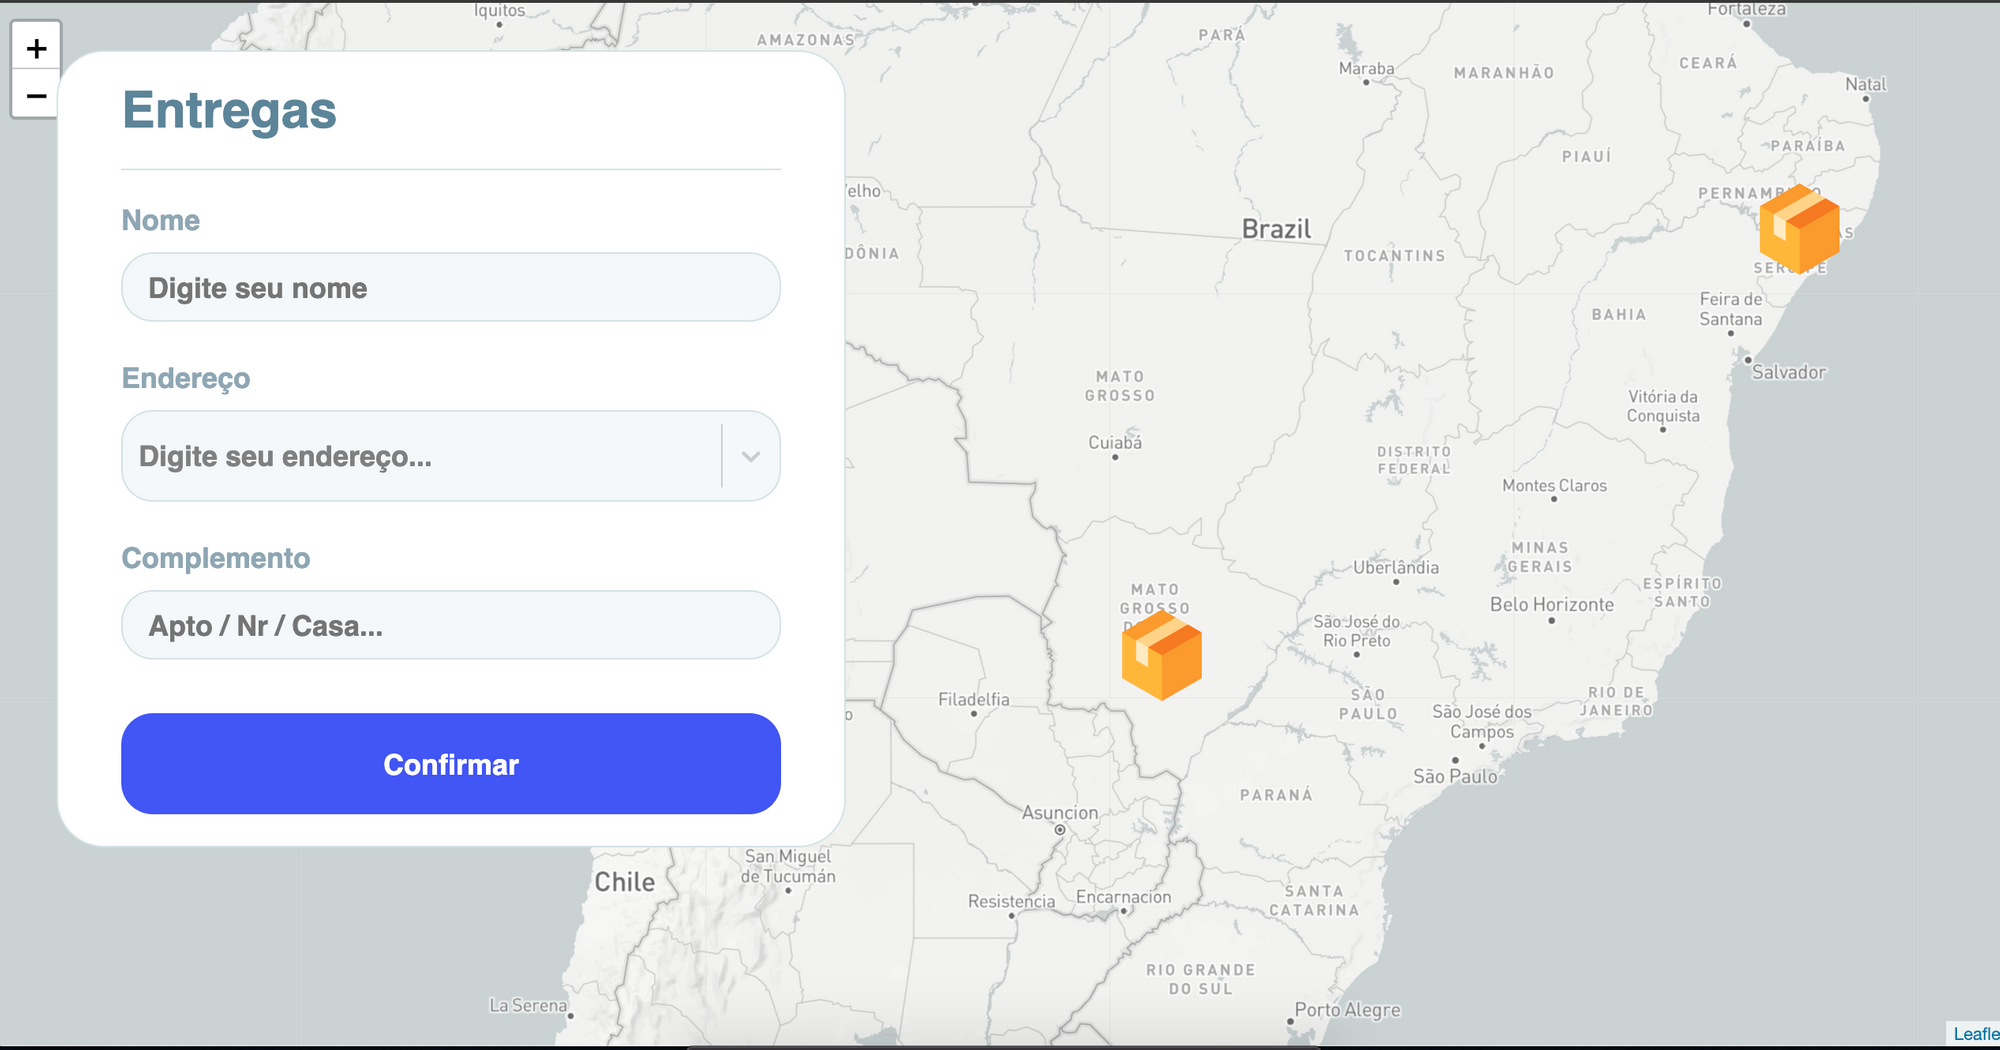 +
−
Entregas
Nome
Digite seu nome
Endereço
Digite seu endereço...
Complemento
Apto / Nr / Casa...
Confirmar
Iquitos
AMAZONAS
PARÁ
Maraba
MARANHÃO
Fortaleza
CEARÁ
Natal
PARAÍBA
PIAUÍ
Brazil
TOCANTINS
BAHIA
Feira de
Santana
Salvador
Vitória da
Conquista
MATO
GROSSO
Cuiabá
DISTRITO
FEDERAL
Montes Claros
MINAS
GERAIS
Uberlândia
ESPÍRITO
SANTO
Belo Horizonte
MATO
GROSSO
São José do
Rio Preto
SÃO
PAULO
São José dos
Campos
RIO DE
JANEIRO
São Paulo
Filadelfia
PARANÁ
Asuncion
San Miguel
de Tucumán
Chile
Resistencia
Encarnacion
SANTA
CATARINA
RIO GRANDE
DO SUL
La Serena
Porto Alegre
Leafle